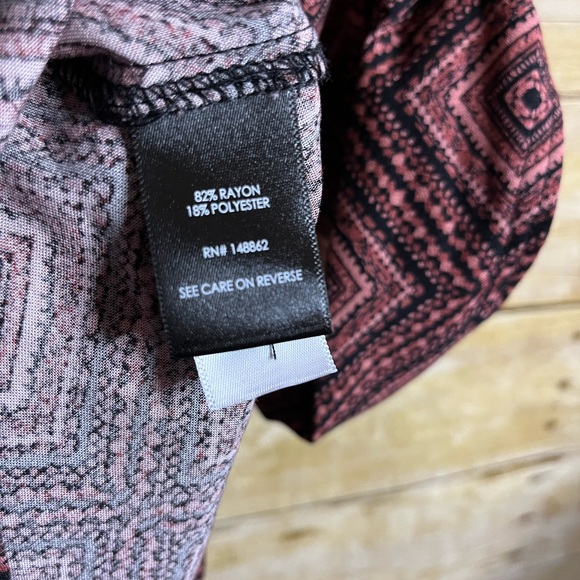 82% RAYON
18% POLYESTER
RN# 148862
SEE CARE ON REVERSE